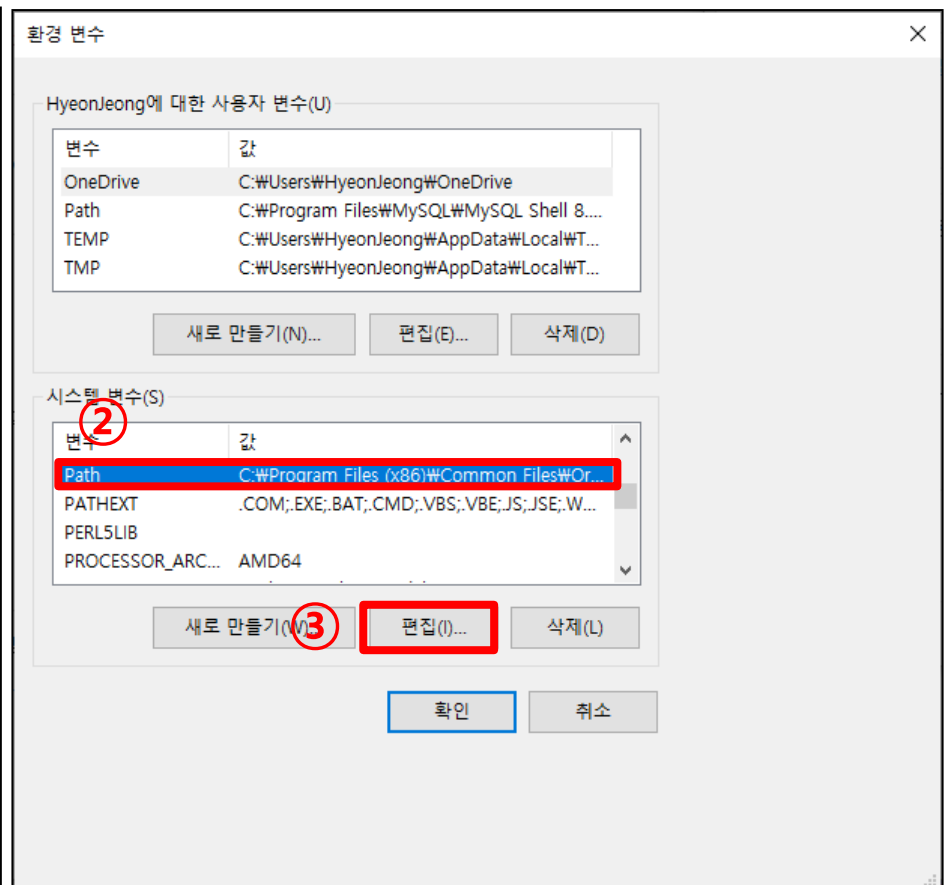 환경 변수
HyeonJeong에 대한 사용자 변수(U)
변수 값
OneDrive C:₩Users₩HyeonJeong₩OneDrive
Path C:₩Program Files₩MySQL₩MySQL Shell 8....
TEMP C:₩Users₩HyeonJeong₩AppData₩Local₩T...
TMP C:₩Users₩HyeonJeong₩AppData₩Local₩T...
새로 만들기(N)... 편집(E)... 삭제(D)
시스템 변수(S)
②
변수 값
Path C:₩Program Files (x86)₩Common Files₩Or...
PATHEXT .COM;.EXE;.BAT;.CMD;.VBS;.VBE;.JS;.JSE;.W...
PERL5LIB
PROCESSOR_ARC... AMD64
새로 만들기(W)... ③ 편집(I)... 삭제(L)
확인 취소